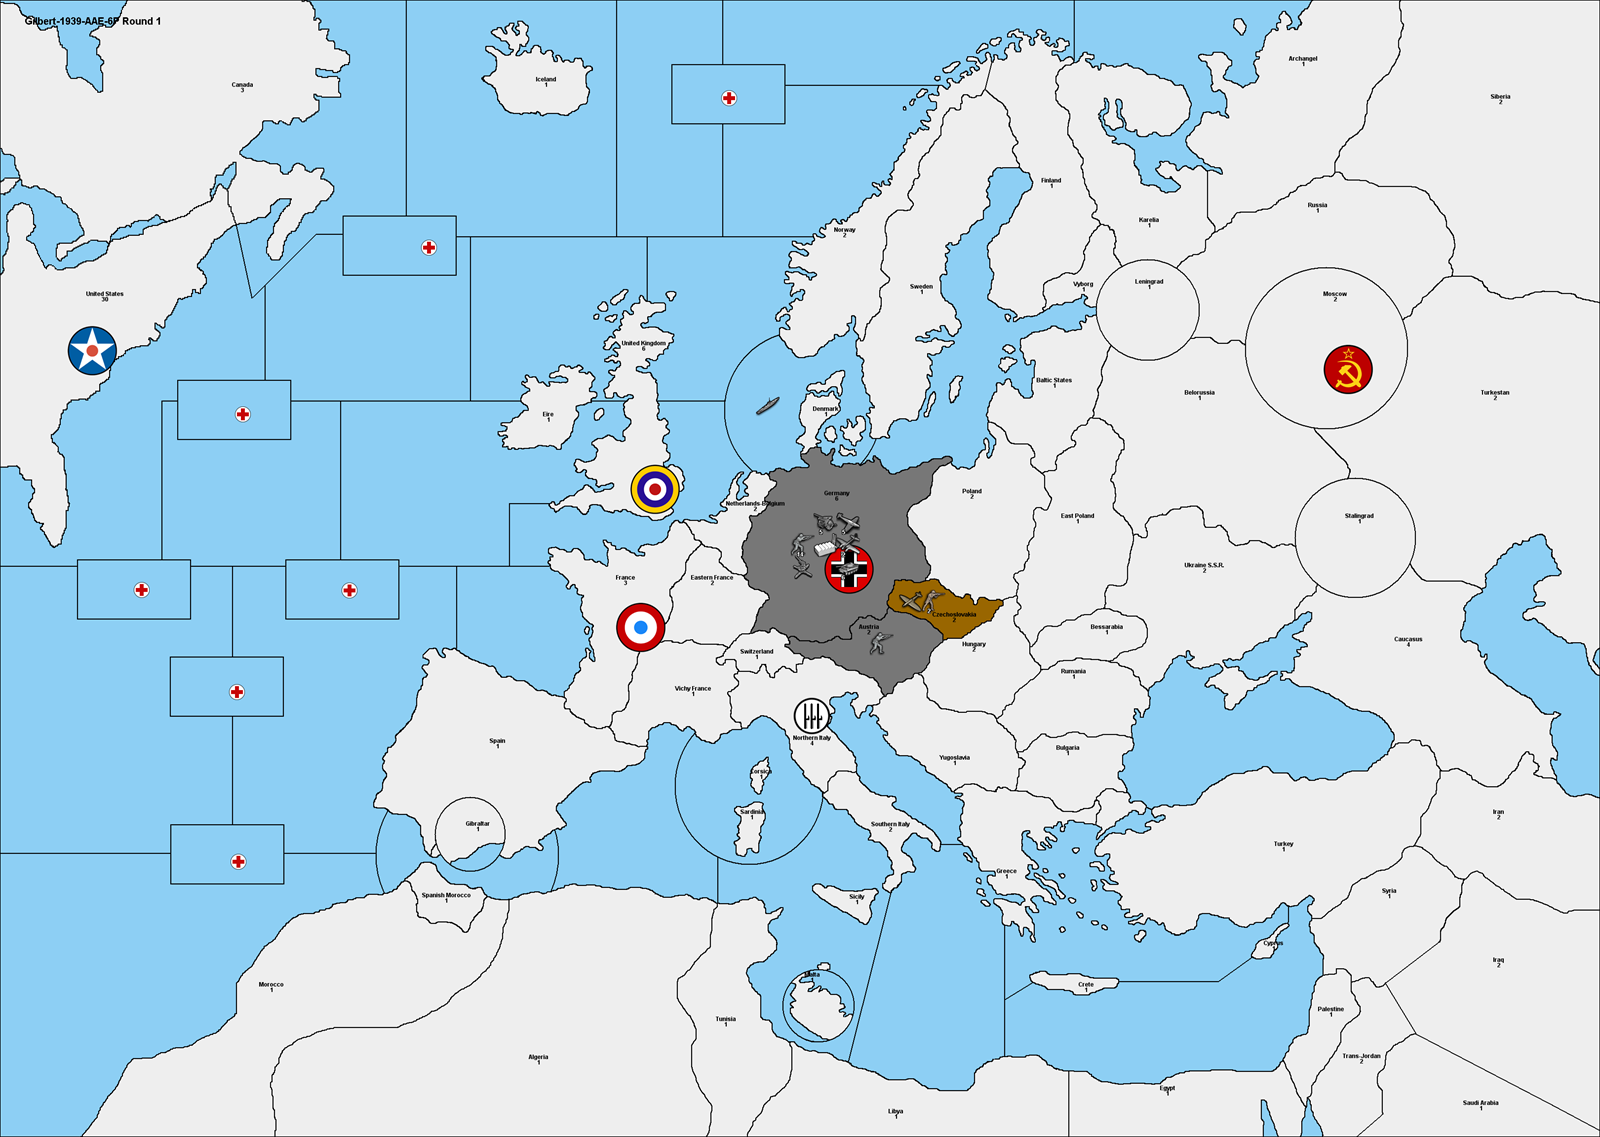 Gilbert-1939-AAE-6P Round 1
Canada
3
Iceland
1
Archangel
1
Siberia
2
Finland
1
Russia
1
Karelia
1
Norway
2
Sweden
1
Vyborg
1
Leningrad
1
Moscow
2
United States
30
United Kingdom
6
Baltic States
1
Belorussia
1
Turkestan
2
Eire
1
Denmark
1
Germany
6
Poland
2
Netherlands-Belgium
2
East Poland
1
Stalingrad
1
Ukraine S.S.R.
2
France
3
Eastern France
2
Czechoslovakia
2
Austria
2
Bessarabia
1
Hungary
2
Caucasus
4
Switzerland
1
Rumania
1
Vichy France
1
Spain
1
Northern Italy
4
Bulgaria
1
Yugoslavia
1
Corsica
1
Sardinia
1
Gibraltar
1
Southern Italy
2
Iran
2
Turkey
1
Greece
1
Syria
1
Spanish Morocco
1
Sicily
1
Cyprus
Iraq
2
Malta
1
Morocco
1
Crete
1
Palestine
1
Tunisia
1
Algeria
1
Trans-Jordan
2
Egypt
1
Libya
1
Saudi Arabia
1